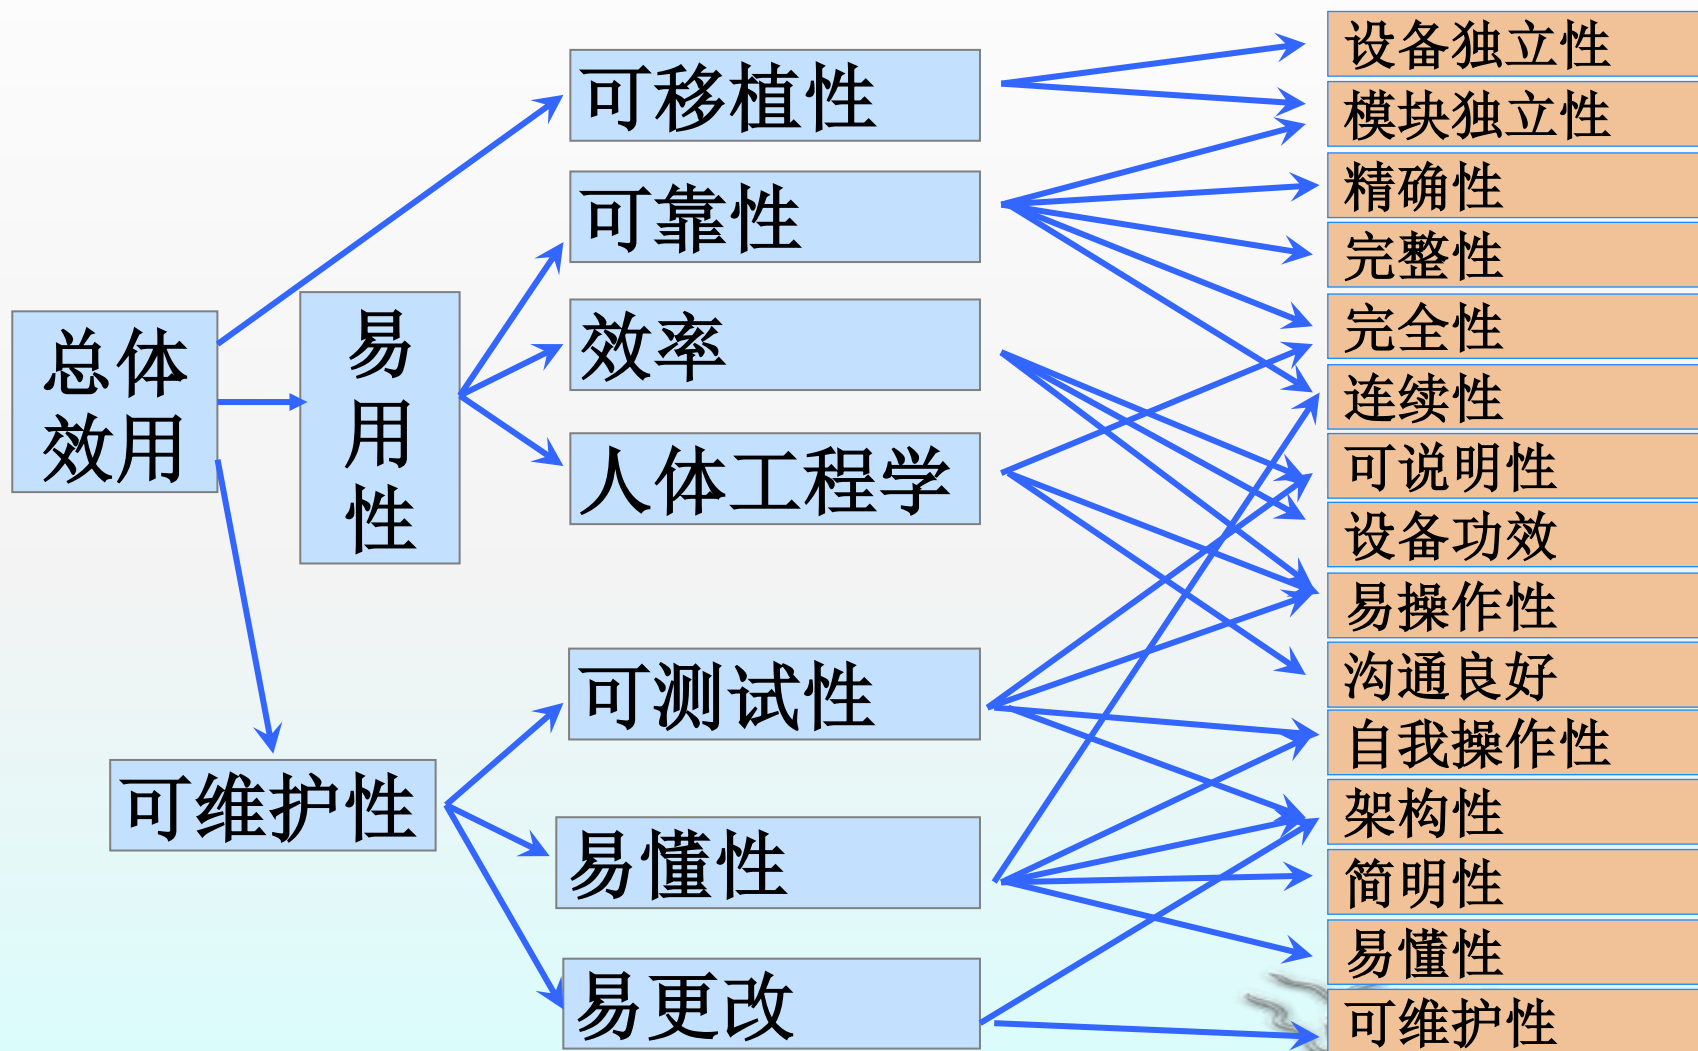 总体
效用
易
用
性
可维护性
可移植性
可靠性
效率
人体工程学
可测试性
易懂性
易更改
设备独立性
模块独立性
精确性
完整性
完全性
连续性
可说明性
设备功效
易操作性
沟通良好
自我操作性
架构性
简明性
易懂性
可维护性